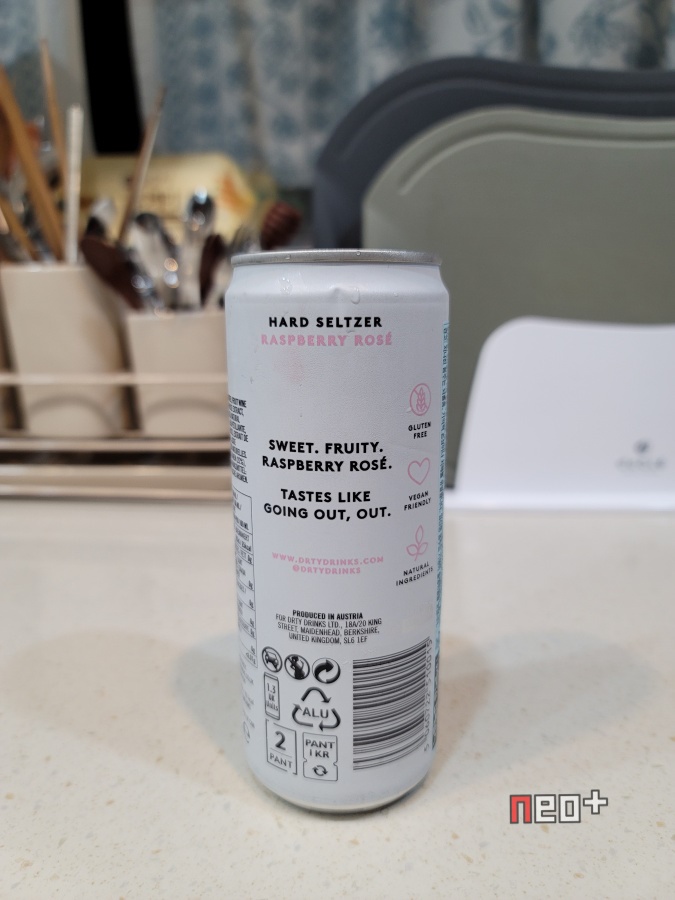 HARD SELTZER
RASPBERRY ROSÉ
SWEET. FRUITY.
RASPBERRY ROSÉ.
TASTES LIKE
GOING OUT, OUT.
GLUTEN
FREE
VEGAN
FRIENDLY
NATURAL
INGREDIENTS
WWW.DRTYDRINKS.COM
@DRTYDRINKS
PRODUCED IN AUSTRIA
FOR DRTY DRINKS LTD., 18A/20 KING
STREET, MAIDENHEAD, BERKSHIRE,
UNITED KINGDOM, SL6 1EF
1.3
ALU
2
PANT
PANT
1 KR
neo+